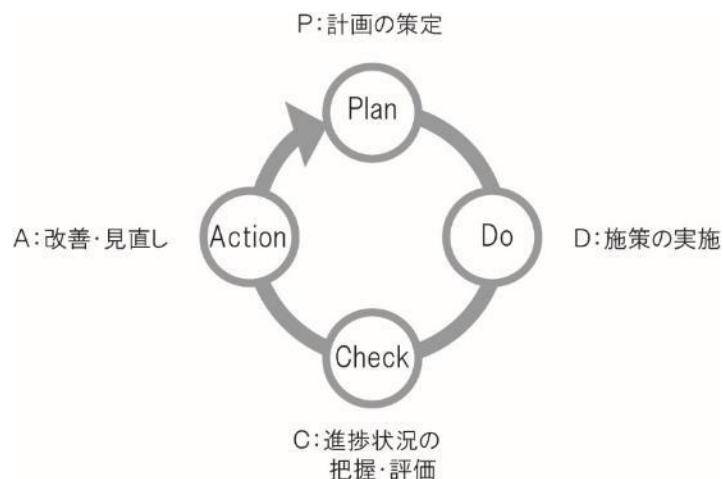 P:計画の策定
Plan
A:改善・見直し
Action
Do
D:施策の実施
Check
C:進捗状況の
把握・評価